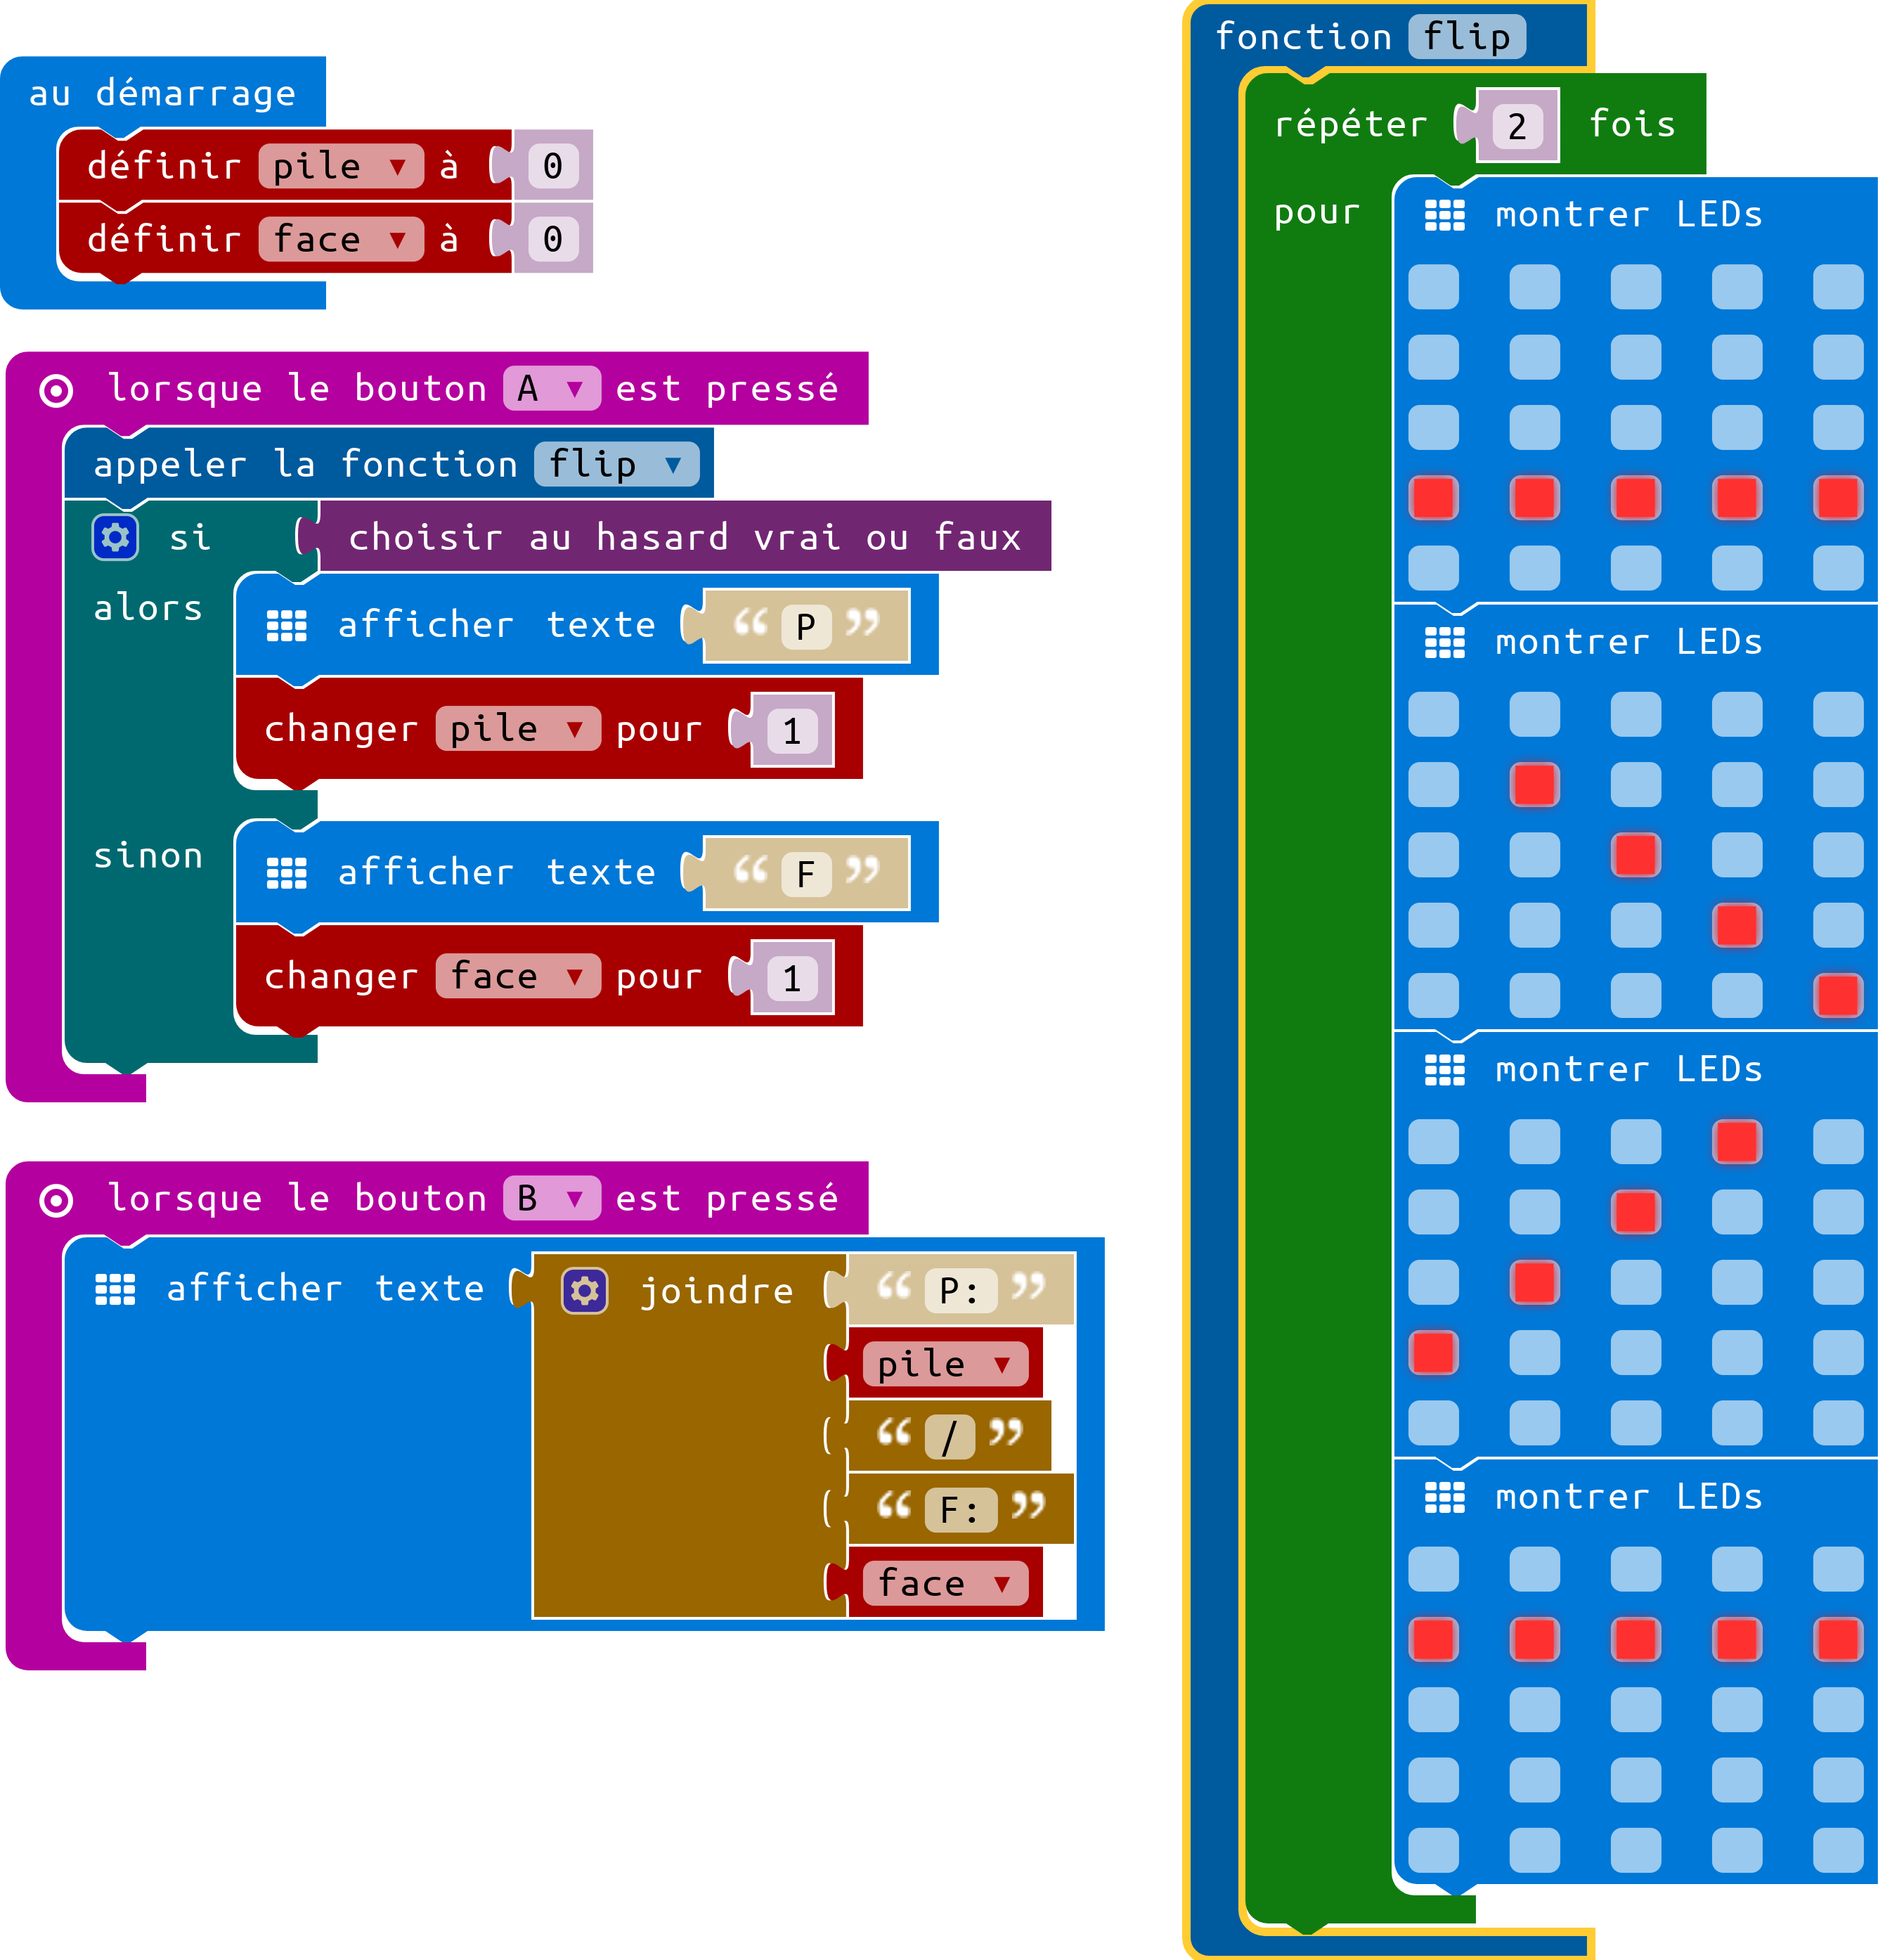 au démarrage
définir pile ▼ à 0
définir face ▼ à 0
lorsque le bouton A ▼ est pressé
appeler la fonction flip ▼
si choisir au hasard vrai ou faux
alors
afficher texte “ P ”
changer pile ▼ pour 1
sinon
afficher texte “ F ”
changer face ▼ pour 1
lorsque le bouton B ▼ est pressé
afficher texte joindre “ P: ”
pile ▼
“ / ”
“ F: ”
face ▼
fonction flip
répéter 2 fois
pour montrer LEDs
montrer LEDs
montrer LEDs
montrer LEDs